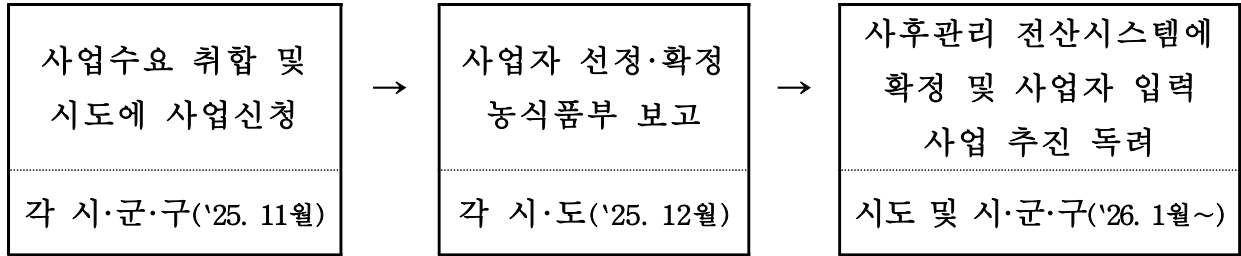 사업수요 취합 및
시도에 사업신청
각 시·군·구(‘25. 11월)
→
사업자 선정·확정
농식품부 보고
각 시·도(‘25. 12월)
→
사후관리 전산시스템에
확정 및 사업자 입력
사업 추진 독려
시도 및 시·군·구(‘26. 1월~)